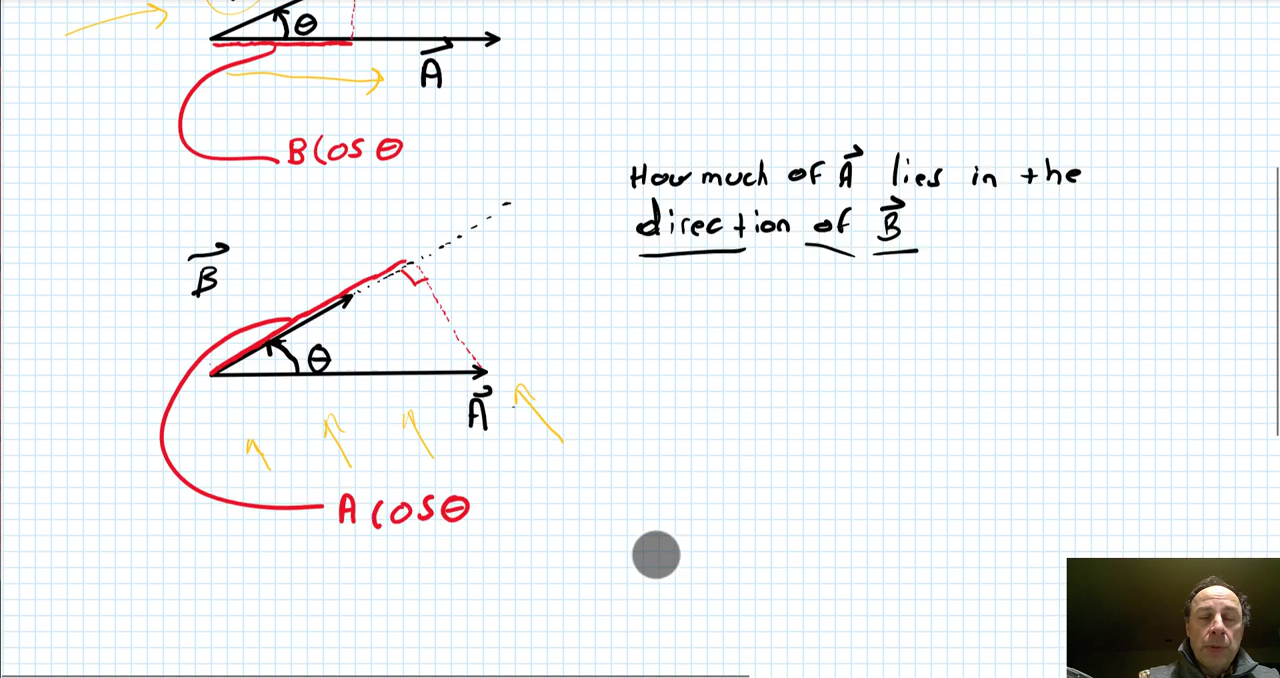 θ
A⃗
B cos θ
How much of A⃗ lies in the
direction of B⃗
B⃗
θ
A⃗
A cos θ